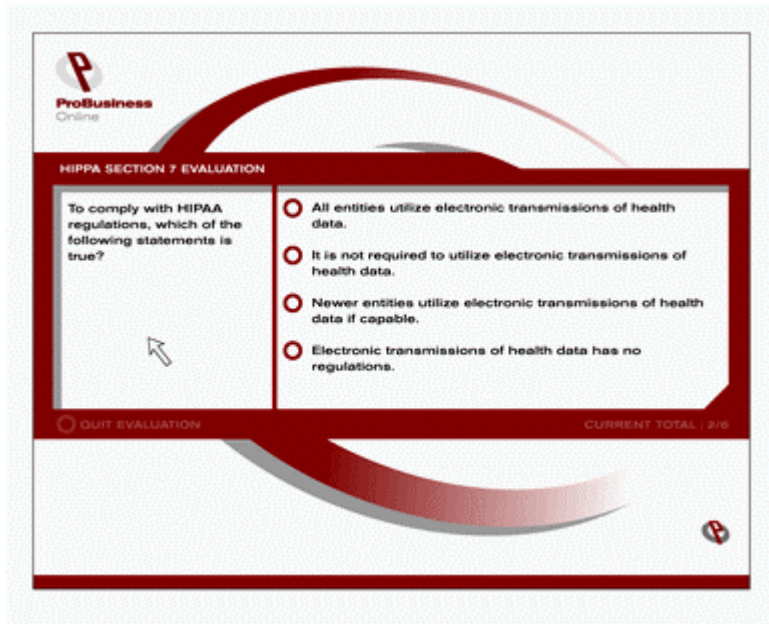 ProBusiness
Online
HIPPA SECTION 7 EVALUATION
To comply with HIPAA
regulations, which of the
following statements is
true?
All entities utilize electronic transmissions of health
data.
It is not required to utilize electronic transmissions of
health data.
Newer entities utilize electronic transmissions of health
data if capable.
Electronic transmissions of health data has no
regulations.
QUIT EVALUATION
CURRENT TOTAL : 2/6